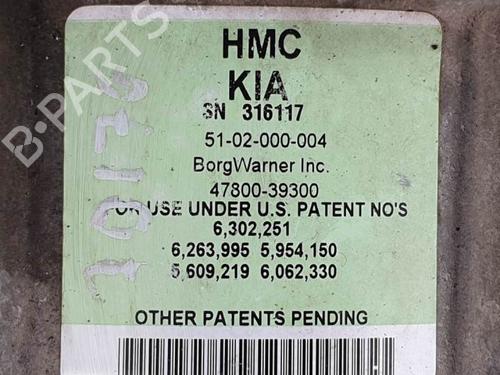 HMC
KIA
SN 316117
51-02-000-004
BorgWarner Inc.
47800-39300
FOR USE UNDER U.S. PATENT NO'S
6,302,251
6,263,995 5,954,150
5,609,219 6,062,330
OTHER PATENTS PENDING
B-PARTS